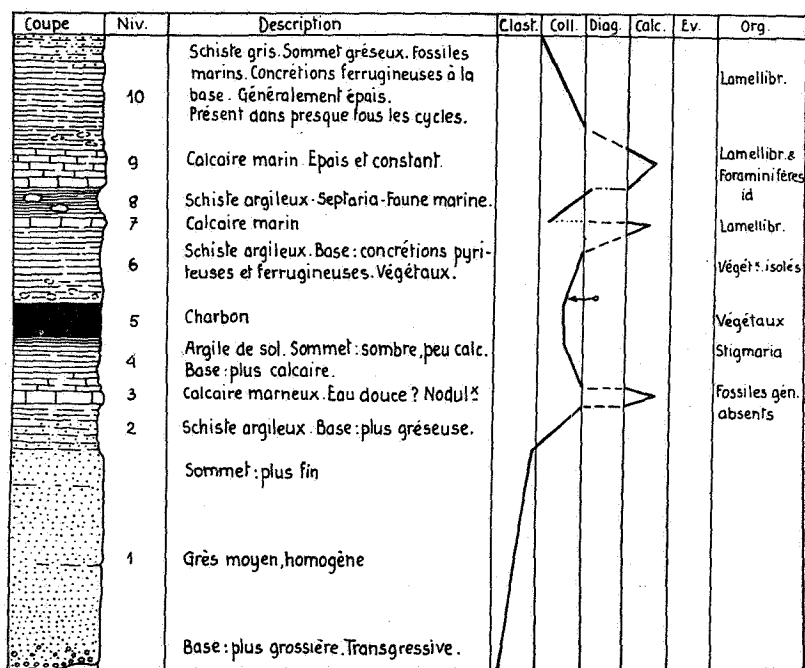 Coupe Niv. Description Clast. Coll. Diag. Calc. Ev. Org.
Schiste gris. Sommet gréseux. Fossiles
marins. Concrétions ferrugineuses à la
10 base. Généralement épais. Lamellibr.
Présent dans presque tous les cycles.
9 Calcaire marin. Epais et constant. Lamellibr. &
Foraminifères
id
8 Schiste argileux-Septaria-Faune marine.
7 Calcaire marin Lamellibr.
Schiste argileux. Base: concrétions pyri-
6 teuses et ferrugineuses. Végétaux. Végétx. isolés
5 Charbon Végétaux
4 Argile de sol. Sommet: sombre, peu calc. Stigmaria
Base: plus calcaire.
3 Calcaire marneux. Eau douce? Nodulx Fossiles gén.
absents
2 Schiste argileux. Base: plus gréseuse.
Sommet: plus fin
1 Grès moyen, homogène
Base: plus grossière. Transgressive.